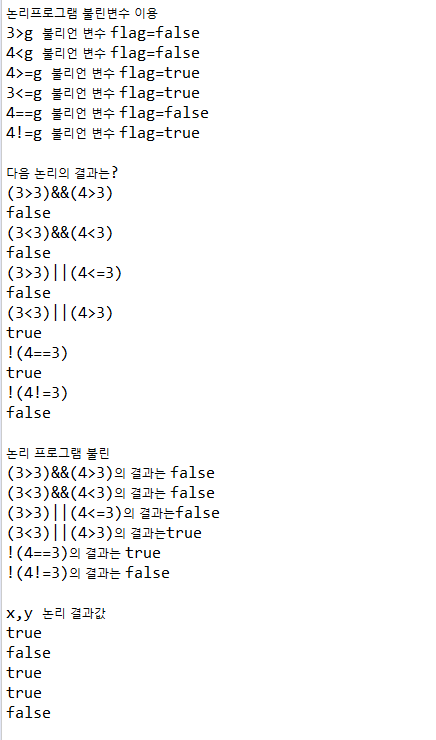 논리프로그램 불린변수 이용
3>g 불리언 변수 flag=false
4<g 불리언 변수 flag=false
4>=g 불리언 변수 flag=true
3<=g 불리언 변수 flag=true
4==g 불리언 변수 flag=false
4!=g 불리언 변수 flag=true
다음 논리의 결과는?
(3>3)&&(4>3)
false
(3<3)&&(4<3)
false
(3>3)||(4<=3)
false
(3<3)||(4>3)
true
!(4==3)
true
!(4!=3)
false
논리 프로그램 불린
(3>3)&&(4>3)의 결과는 false
(3<3)&&(4<3)의 결과는 false
(3>3)||(4<=3)의 결과는false
(3<3)||(4>3)의 결과는true
!(4==3)의 결과는 true
!(4!=3)의 결과는 false
x,y 논리 결과값
true
false
true
true
false